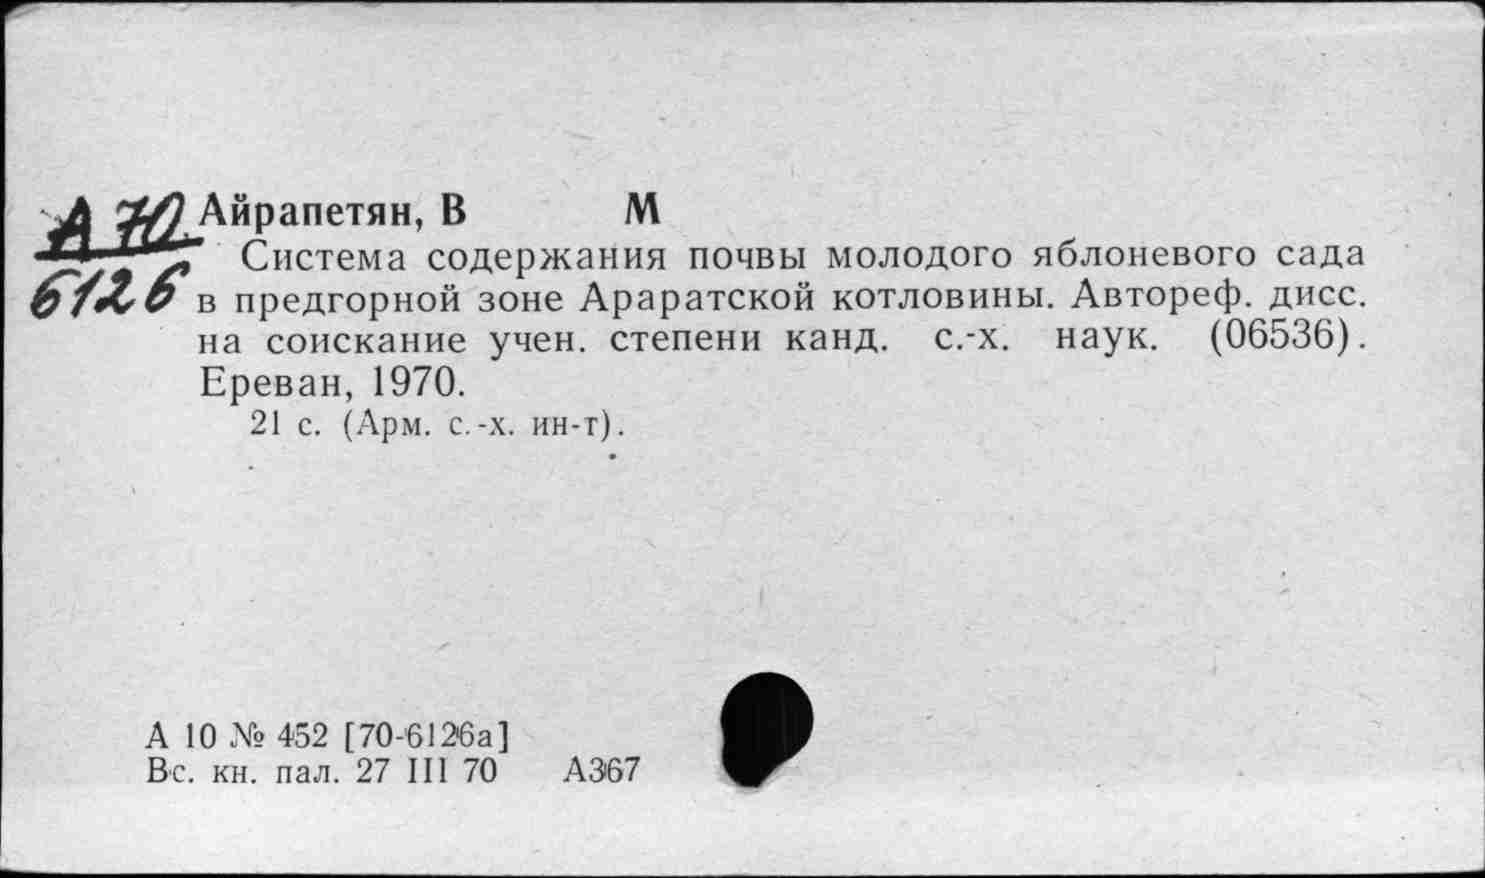 А 70
6126
Айрапетян, В М
Система содержания почвы молодого яблоневого сада
в предгорной зоне Араратской котловины. Автореф. дисс.
на соискание учен. степени канд. с.-х. наук. (06536).
Ереван, 1970.
21 с. (Арм. с.-х. ин-т).
А 10 № 452 [70-6126а]
Вс. кн. пал. 27 III 70 А367